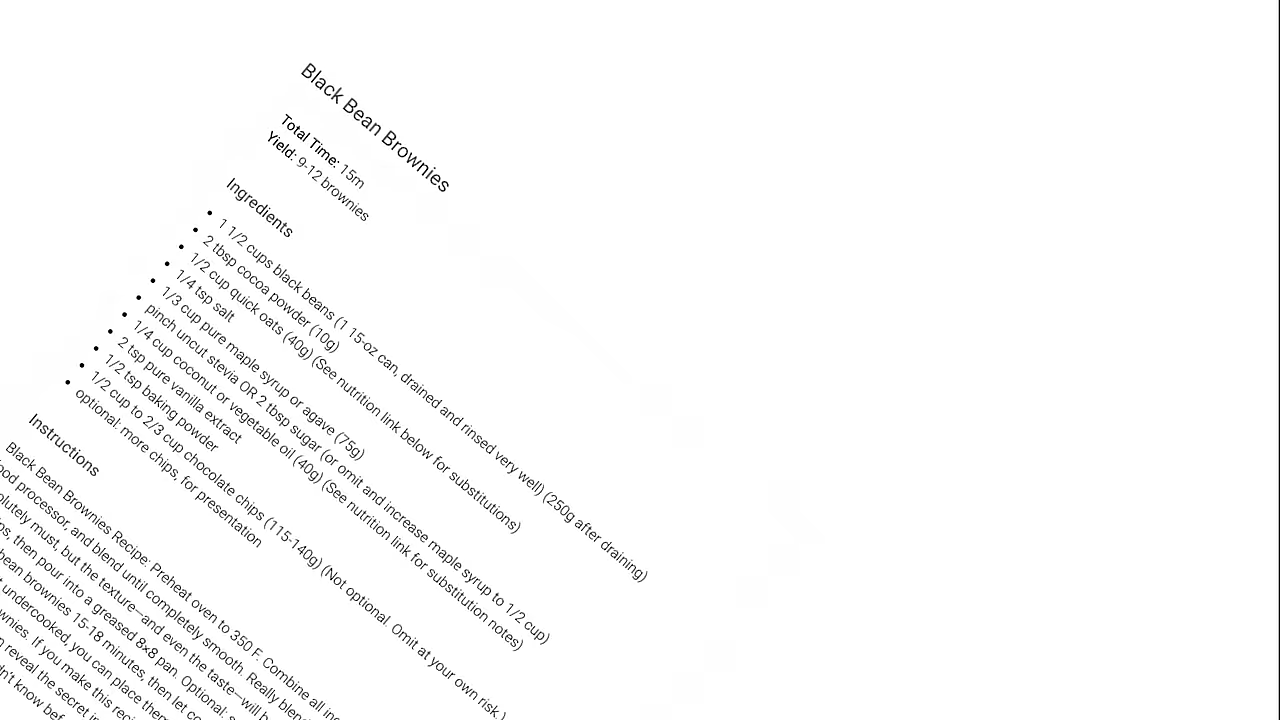 Black Bean Brownies
Total Time: 15m
Yield: 9-12 brownies
Ingredients
1 1/2 cups black beans (1 15-oz can, drained and rinsed very well) (250g after draining)
2 tbsp cocoa powder (10g)
1/2 cup quick oats (40g) (See nutrition link below for substitutions)
1/4 tsp salt
1/3 cup pure maple syrup or agave (75g)
pinch uncut stevia OR 2 tbsp sugar (or omit and increase maple syrup to 1/2 cup)
1/4 cup coconut or vegetable oil (40g) (See nutrition link for substitution notes)
2 tsp pure vanilla extract
1/2 tsp baking powder
1/2 cup to 2/3 cup chocolate chips (115-140g) (Not optional. Omit at your own risk.)
optional: more chips, for presentation
Instructions
Black Bean Brownies Recipe: Preheat oven to 350 F. Combine all
processor, and blend until completely smooth. Really
must, but the texture—and even the taste—will
then pour into a greased 8x8 pan. Optional:
bean brownies 15-18 minutes, then let
undercooked, you can place
If you make this
reveal the secret
know